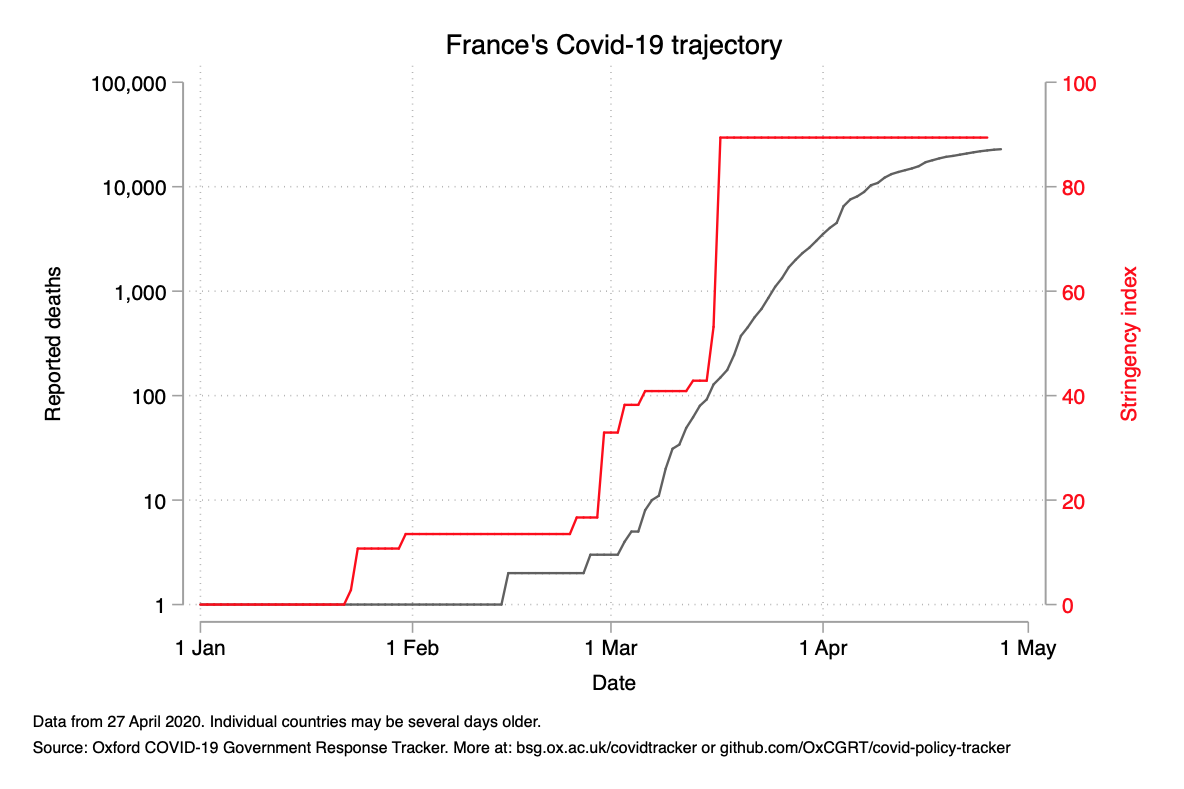 France's Covid-19 trajectory
100,000
10,000
1,000
100
10
1
Reported deaths
100
80
60
40
20
0
Stringency index
1 Jan
1 Feb
1 Mar
1 Apr
1 May
Date
Data from 27 April 2020. Individual countries may be several days older.
Source: Oxford COVID-19 Government Response Tracker. More at: bsg.ox.ac.uk/covidtracker or github.com/OxCGRT/covid-policy-tracker